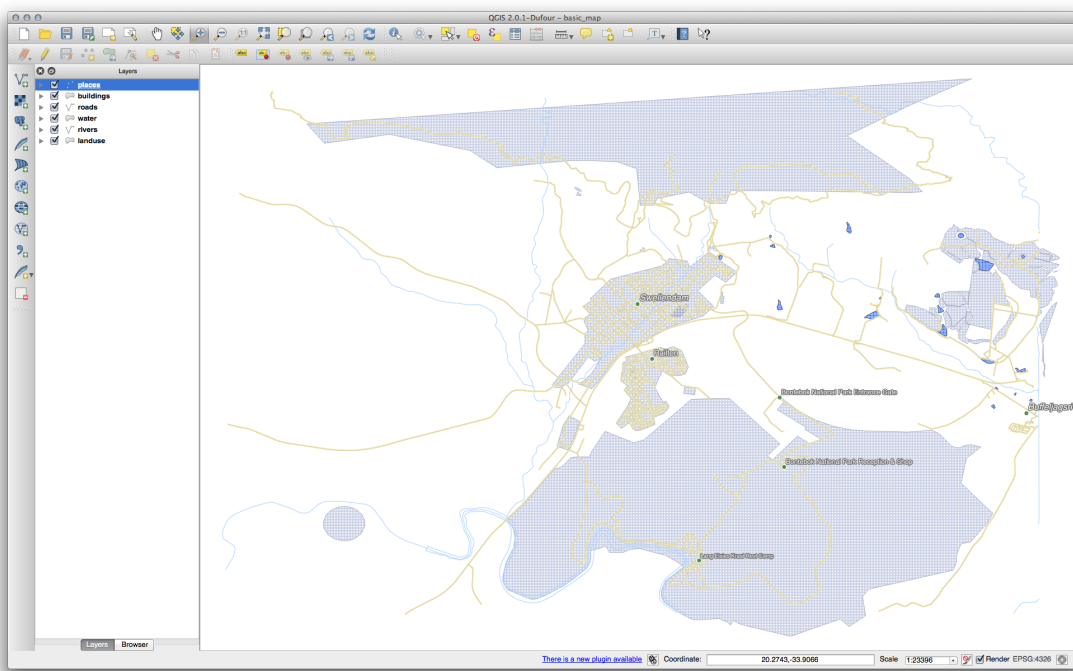 QGIS 2.0.1-Dufour - basic_map
Layers
places
buildings
roads
water
rivers
landuse
Swellendam
Railton
Bontebok National Park Entrance Gate
Bontebok National Park Reception & Shop
Lang Elsies Kraal Rest Camp
Layers Browser
There is a new plugin available Coordinate: 20.2743,-33.9066 Scale 1:23396 Render EPSG:4326